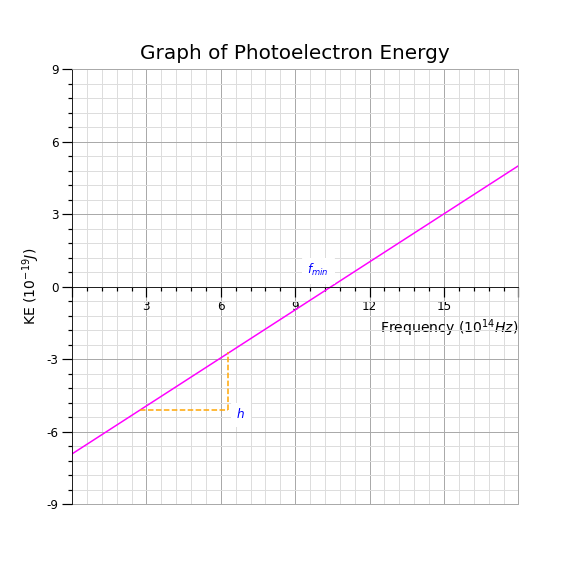 Graph of Photoelectron Energy
9
6
3
0
-3
-6
-9
KE (10⁻¹⁹J)
f_min
3 6 9 12 15
Frequency (10¹⁴Hz)
h